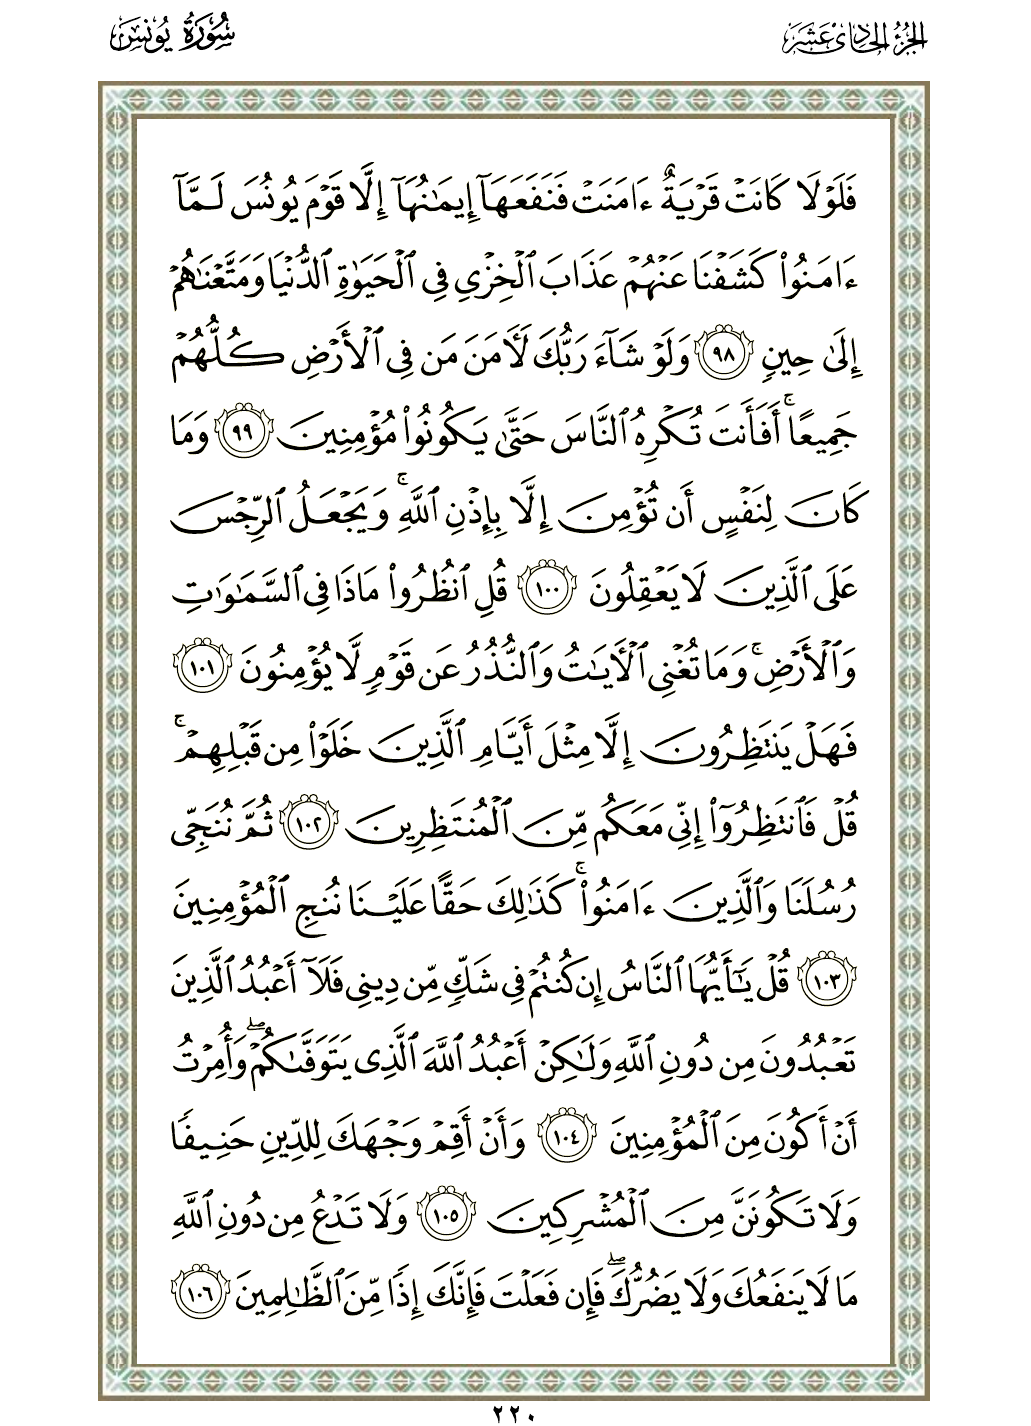 الجزء الحادي عشر
سورة يونس
فَلَوْلَا كَانَتْ قَرْيَةٌ ءَامَنَتْ فَنَفَعَهَآ إِيمَـٰنُهَآ إِلَّا قَوْمَ يُونُسَ لَمَّآ
ءَامَنُوا۟ كَشَفْنَا عَنْهُمْ عَذَابَ ٱلْخِزْىِ فِى ٱلْحَيَوٰةِ ٱلدُّنْيَا وَمَتَّعْنَـٰهُمْ
إِلَىٰ حِينٍ ﴿٩٨﴾ وَلَوْ شَآءَ رَبُّكَ لَـَٔامَنَ مَن فِى ٱلْأَرْضِ كُلُّهُمْ
جَمِيعًا ۚ أَفَأَنتَ تُكْرِهُ ٱلنَّاسَ حَتَّىٰ يَكُونُوا۟ مُؤْمِنِينَ ﴿٩٩﴾ وَمَا
كَانَ لِنَفْسٍ أَن تُؤْمِنَ إِلَّا بِإِذْنِ ٱللَّهِ ۚ وَيَجْعَلُ ٱلرِّجْسَ
عَلَى ٱلَّذِينَ لَا يَعْقِلُونَ ﴿١٠٠﴾ قُلِ ٱنظُرُوا۟ مَاذَا فِى ٱلسَّمَـٰوَٰتِ
وَٱلْأَرْضِ ۚ وَمَا تُغْنِى ٱلْـَٔايَـٰتُ وَٱلنُّذُرُ عَن قَوْمٍ لَّا يُؤْمِنُونَ ﴿١٠١﴾
فَهَلْ يَنتَظِرُونَ إِلَّا مِثْلَ أَيَّامِ ٱلَّذِينَ خَلَوْا۟ مِن قَبْلِهِمْ ۚ
قُلْ فَٱنتَظِرُوٓا۟ إِنِّى مَعَكُم مِّنَ ٱلْمُنتَظِرِينَ ﴿١٠٢﴾ ثُمَّ نُنَجِّى
رُسُلَنَا وَٱلَّذِينَ ءَامَنُوا۟ ۚ كَذَٰلِكَ حَقًّا عَلَيْنَا نُنجِ ٱلْمُؤْمِنِينَ
﴿١٠٣﴾ قُلْ يَـٰٓأَيُّهَا ٱلنَّاسُ إِن كُنتُمْ فِى شَكٍّ مِّن دِينِى فَلَآ أَعْبُدُ ٱلَّذِينَ
تَعْبُدُونَ مِن دُونِ ٱللَّهِ وَلَـٰكِنْ أَعْبُدُ ٱللَّهَ ٱلَّذِى يَتَوَفَّىٰكُمْ ۖ وَأُمِرْتُ
أَنْ أَكُونَ مِنَ ٱلْمُؤْمِنِينَ ﴿١٠٤﴾ وَأَنْ أَقِمْ وَجْهَكَ لِلدِّينِ حَنِيفًا
وَلَا تَكُونَنَّ مِنَ ٱلْمُشْرِكِينَ ﴿١٠٥﴾ وَلَا تَدْعُ مِن دُونِ ٱللَّهِ
مَا لَا يَنفَعُكَ وَلَا يَضُرُّكَ ۖ فَإِن فَعَلْتَ فَإِنَّكَ إِذًا مِّنَ ٱلظَّـٰلِمِينَ ﴿١٠٦﴾
٢٢٠